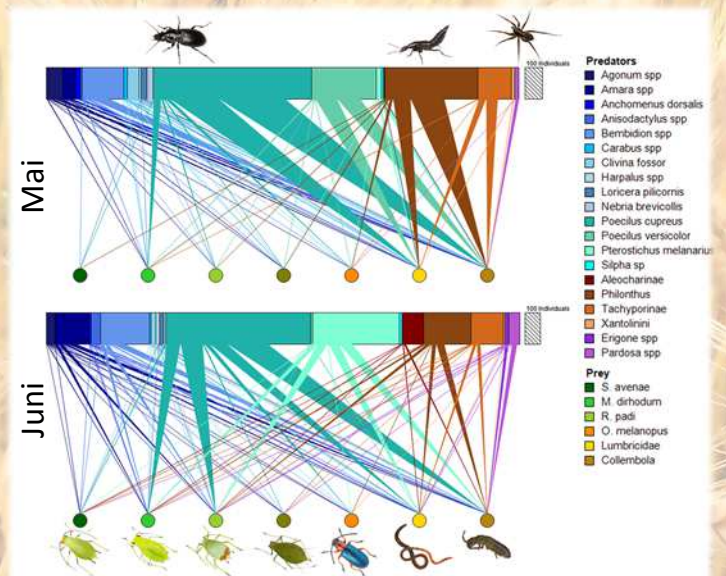 100 Individuals
Mai
Predators
Agonum spp
Amara spp
Anchomenus dorsalis
Anisodactylus spp
Bembidion spp
Carabus spp
Clivina fossor
Harpalus spp
Loricera pilicornis
Nebria brevicollis
Poecilus cupreus
Poecilus versicolor
Pterostichus melanarius
Silpha sp
Aleocharinae
Philonthus
Tachyporinae
Xantolinini
Erigone spp
Pardosa spp
Prey
S. avenae
M. dirhodum
R. padi
O. melanopus
Lumbricidae
Collembola
100 Individuals
Juni